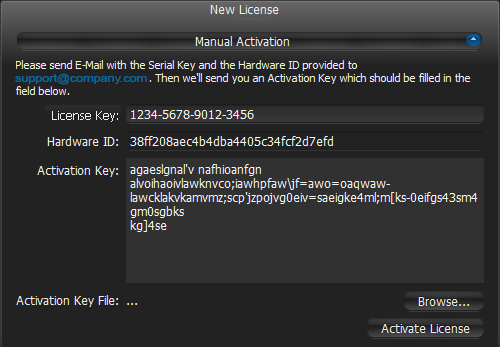 New License
Manual Activation
Please send E-Mail with the Serial Key and the Hardware ID provided to
support@company.com. Then we'll send you an Activation Key which should be filled in the
field below.
License Key: 1234-5678-9012-3456
Hardware ID: 38ff208aec4b4dba4405c34fcf2d7efd
Activation Key: agaeslgnal'v nafhioanfgn
alvoihaoivlawknvco;iawhpfaw\jf=awo=oaqwaw-
lawcklakvkamvmz;scp'jzpojvg0eiv=saeigke4ml;m[ks-0eifgs43sm4
gm0sgbks
kg]4se
Activation Key File: ... Browse...
Activate License